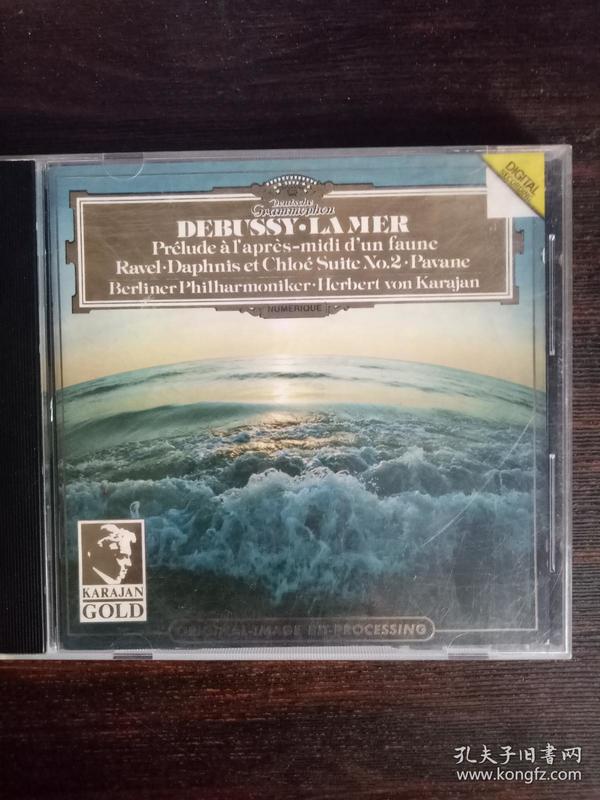 DIGITAL
RECORDING
Deutsche
Grammophon
DEBUSSY·LA MER
Prélude à l'après-midi d'un faune
Ravel·Daphnis et Chloé Suite No.2·Pavane
Berliner Philharmoniker·Herbert von Karajan
NUMERIQUE
KARAJAN
GOLD
ORIGINAL-IMAGE BIT-PROCESSING
孔夫子旧书网
www.kongfz.com